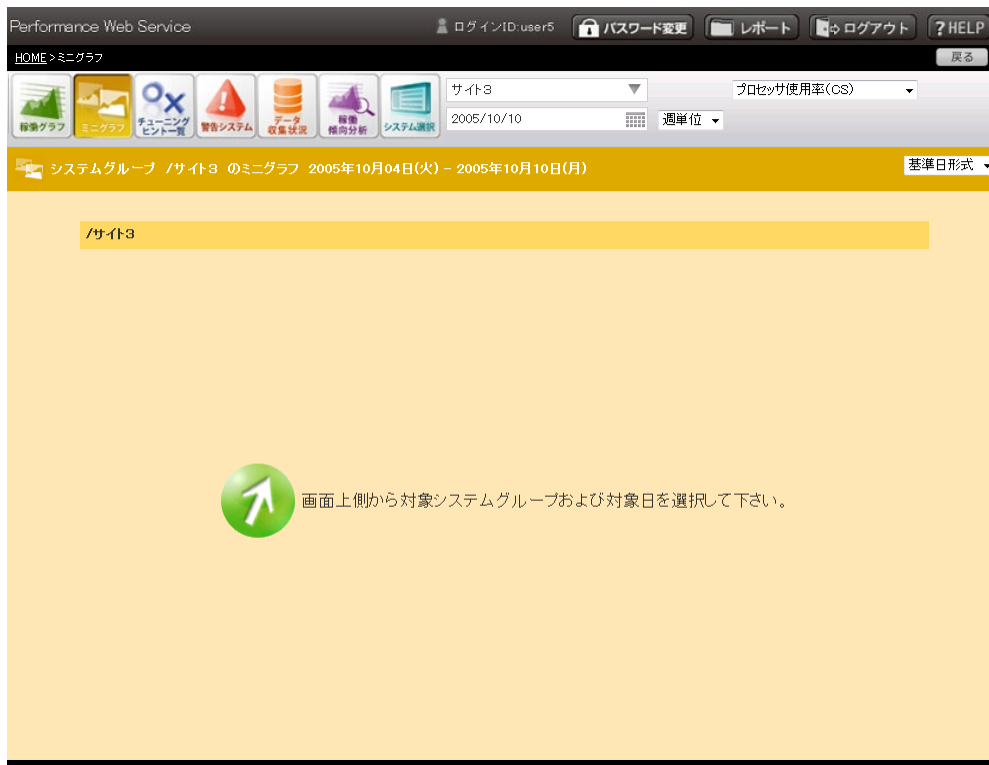 Performance Web Service
ログインID:user5
パスワード変更
レポート
ログアウト
?HELP
HOME>ミニグラフ
戻る
稼働グラフ
ミニグラフ
チューニング
ヒント一覧
警告システム
データ
収集状況
稼働
傾向分析
システム選択
サイト3
プロセッサ使用率(CS)
2005/10/10
週単位
システムグループ /サイト3 のミニグラフ 2005年10月04日(火) - 2005年10月10日(月)
基準日形式
/サイト3
画面上側から対象システムグループおよび対象日を選択して下さい。